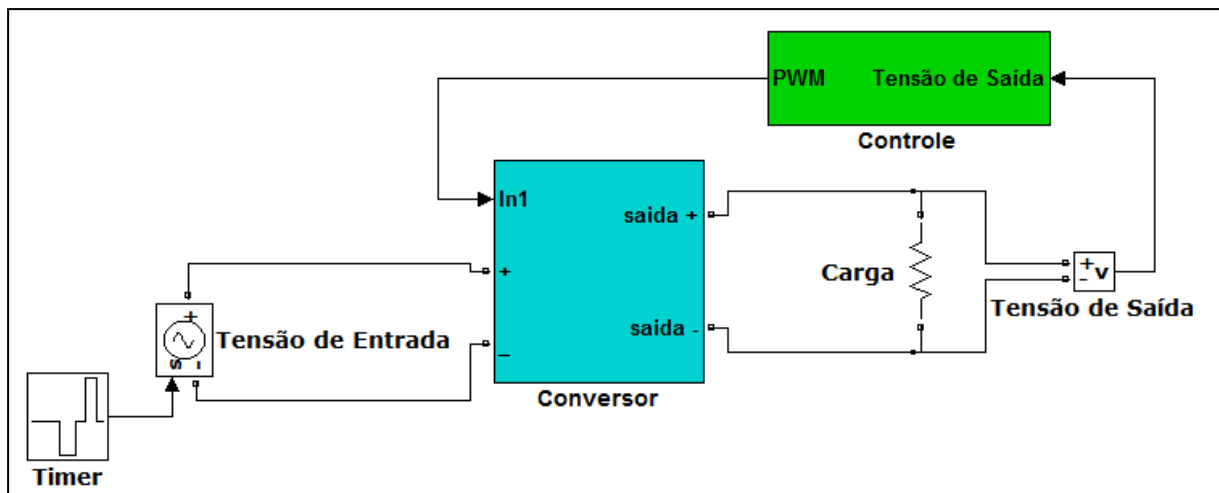 PWM
Tensão de Saída
Controle
In1
+
−
saida +
saida -
Conversor
Carga
+
-
v
Tensão de Saída
+
-
s
Tensão de Entrada
Timer